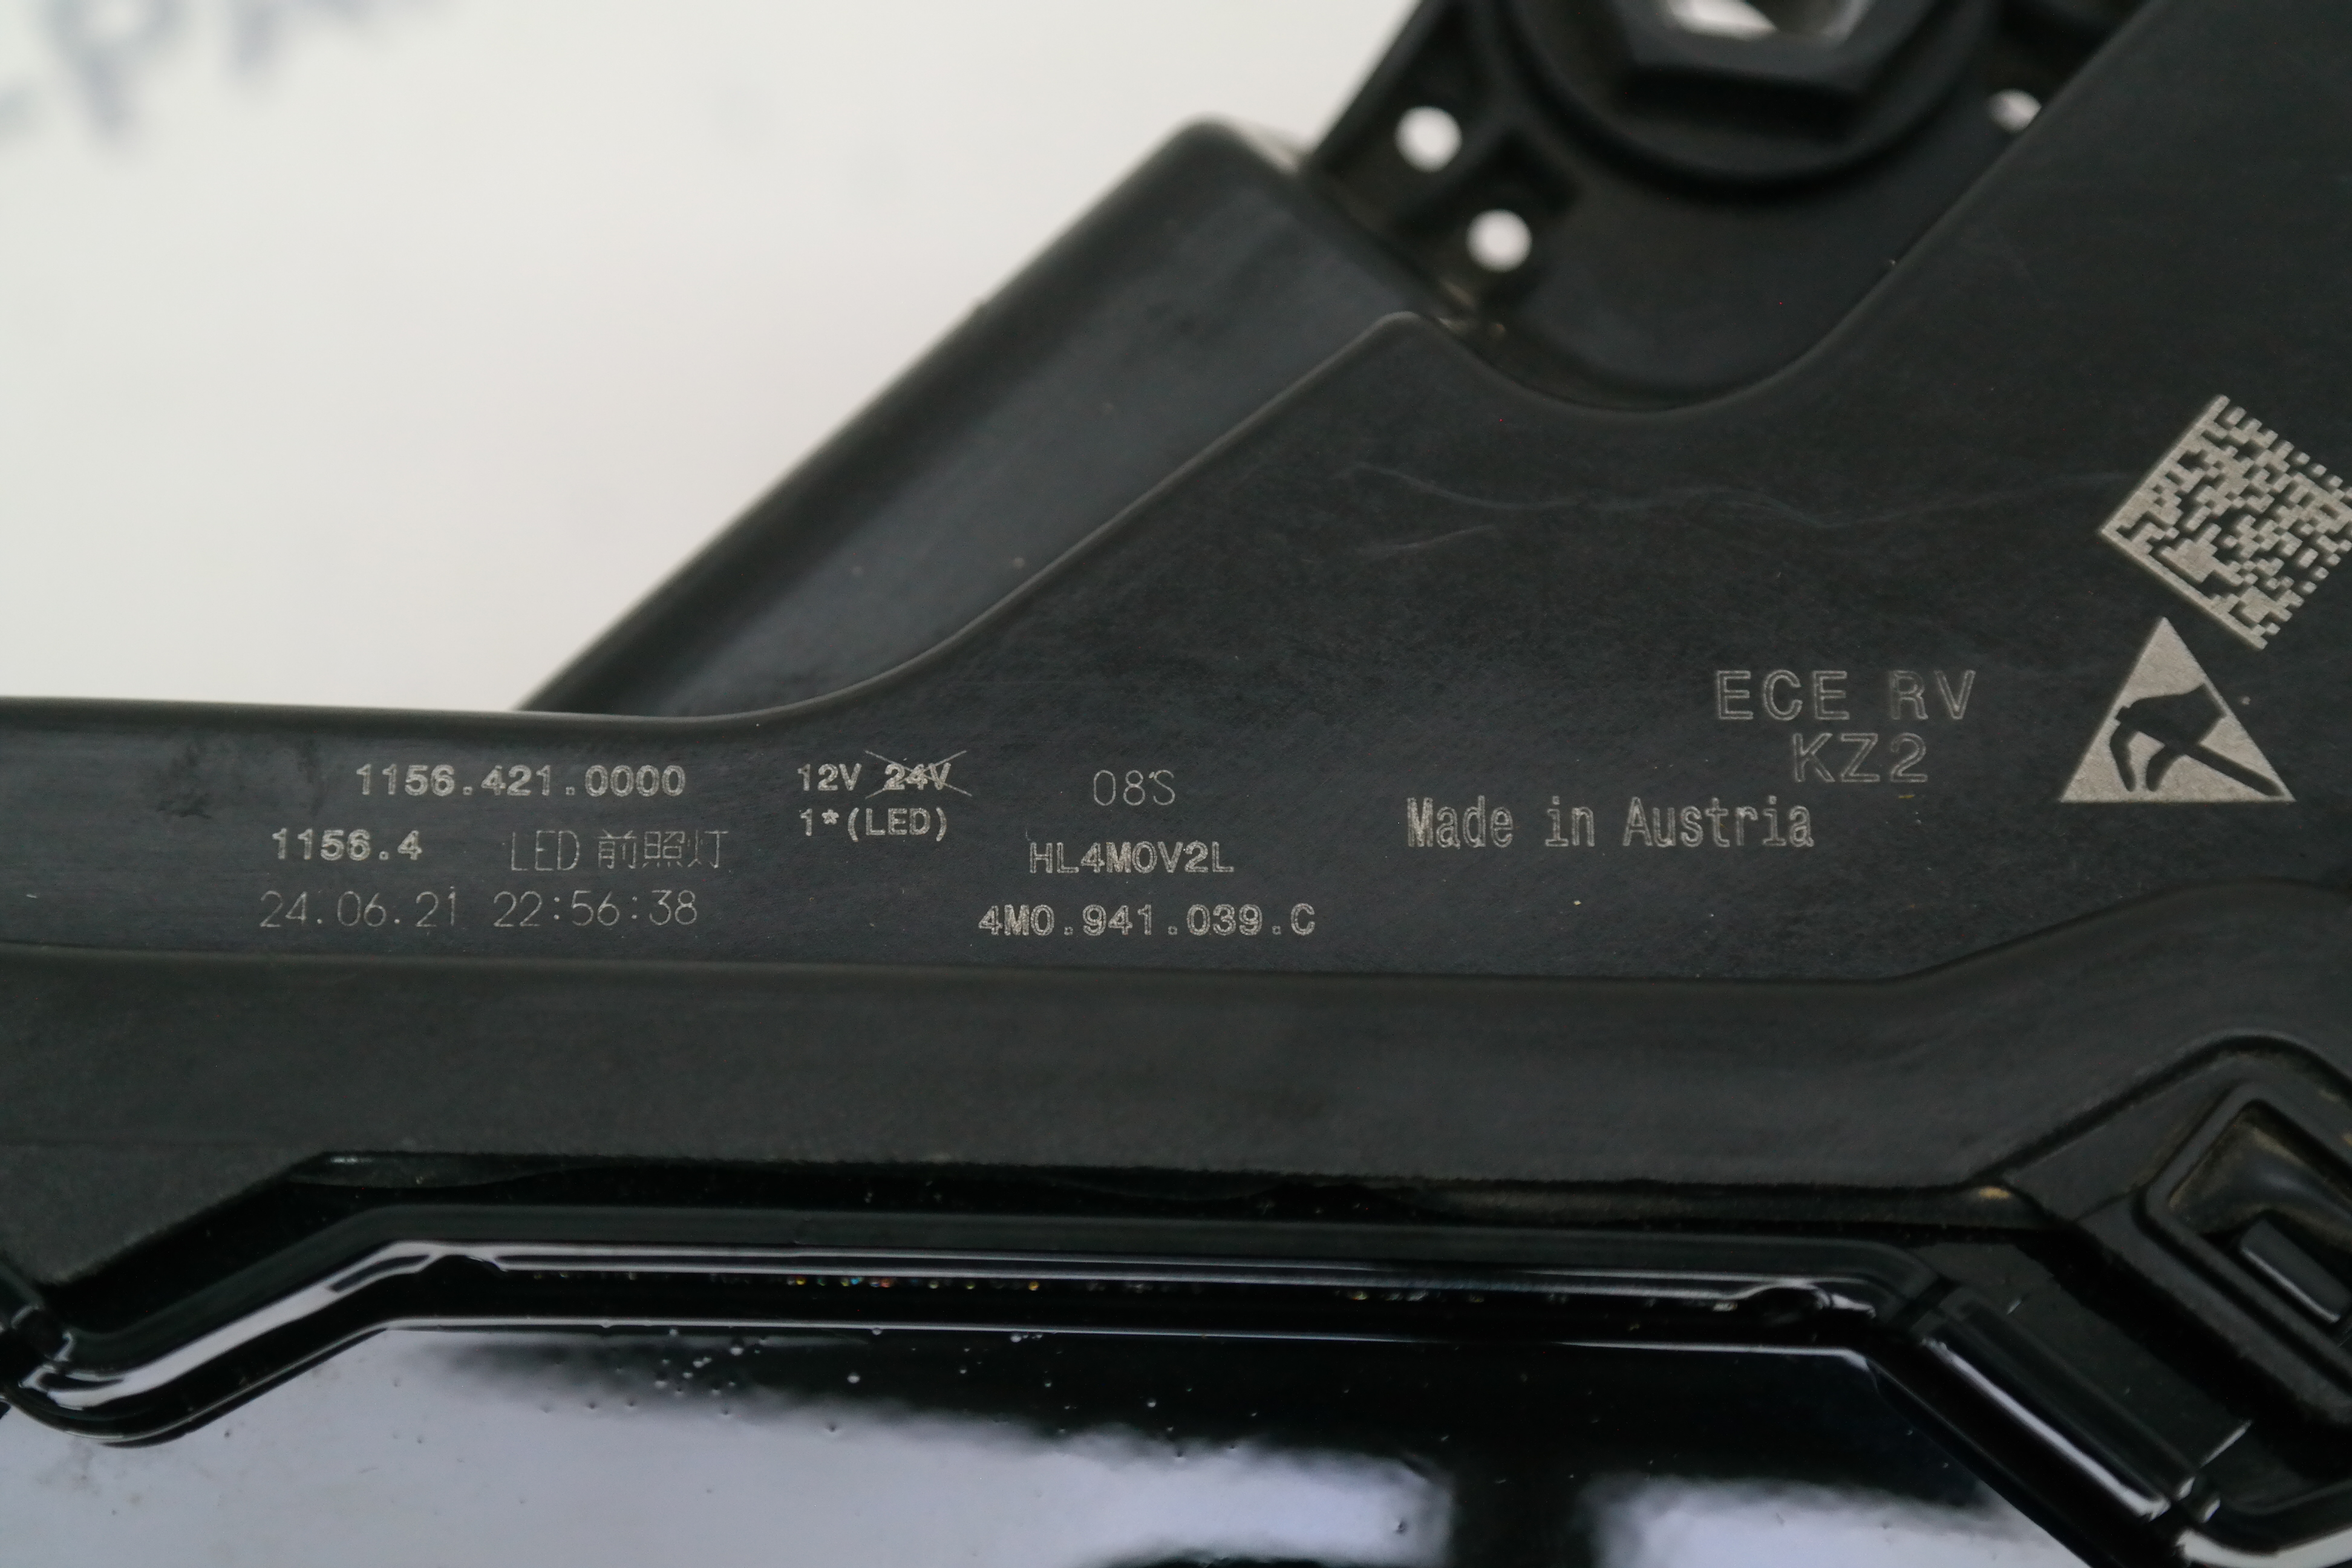 1156.421.0000
1156.4 LED 前照灯
24.06.21 22:56:38
12V 24V
1*(LED)
08S
HL4M0V2L
4M0.941.039.C
Made in Austria
ECE RV
KZ2